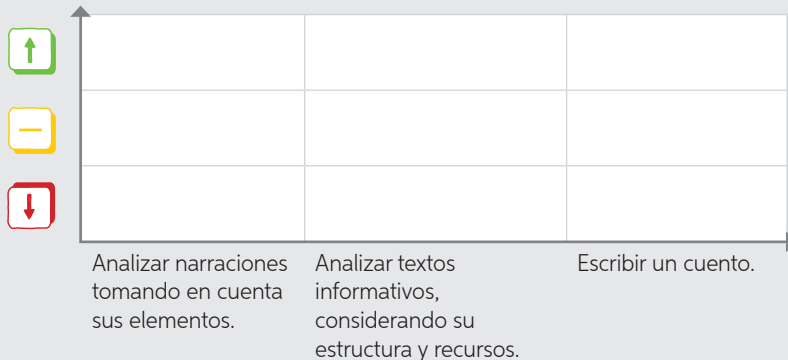 Analizar narraciones
tomando en cuenta
sus elementos.
Analizar textos
informativos,
considerando su
estructura y recursos.
Escribir un cuento.